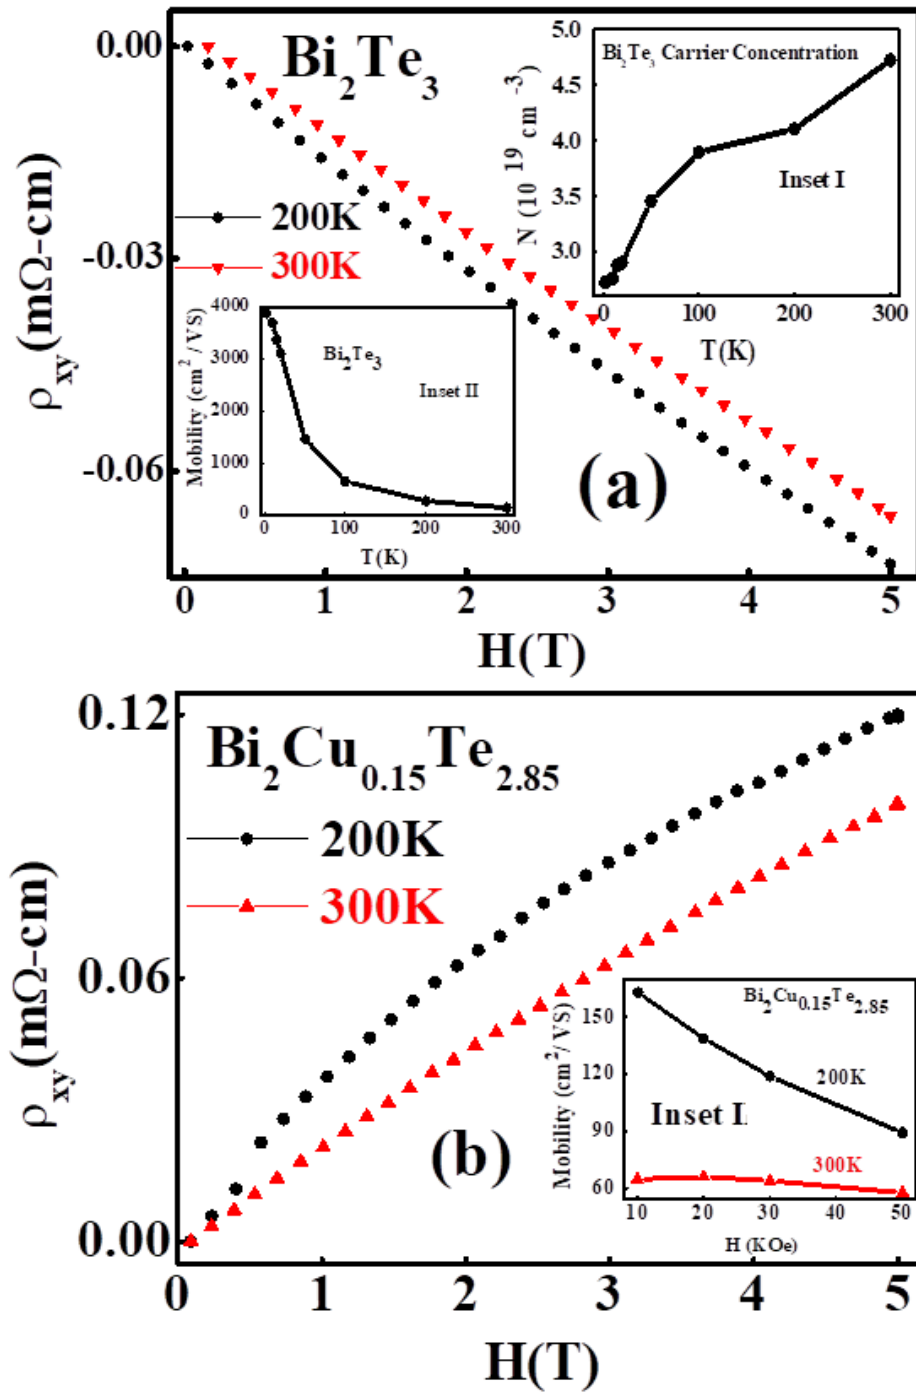 Bi2Te3
0.00
-0.03
-0.06
ρxy(mΩ-cm)
200K
300K
0 1 2 3 4 5
H(T)
(a)
Bi2Te3 Carrier Concentration
5.0
4.5
4.0
3.5
3.0
N (10 19 cm -3)
Inset I
0 100 200 300
T(K)
4000
3000
2000
1000
0
Mobility (cm2 / VS)
Bi2Te3
Inset II
0 100 200 300
T(K)
Bi2Cu0.15Te2.85
0.12
0.06
0.00
ρxy(mΩ-cm)
200K
300K
(b)
0 1 2 3 4 5
H(T)
Bi2Cu0.15Te2.85
150
120
90
60
Mobility (cm2/ VS)
200K
Inset I.
300K
10 20 30 40 50
H (KOe)